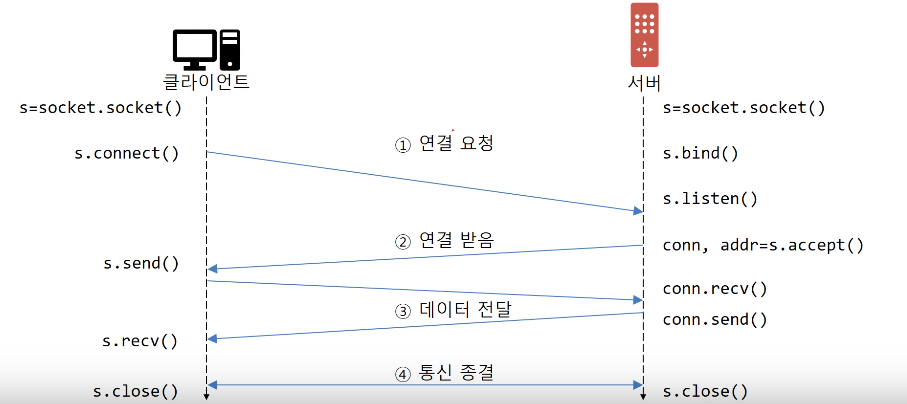 클라이언트
서버
s=socket.socket()
s=socket.socket()
① 연결 요청
s.connect()
s.bind()
s.listen()
② 연결 받음
conn, addr=s.accept()
s.send()
conn.recv()
③ 데이터 전달
conn.send()
s.recv()
④ 통신 종결
s.close()
s.close()